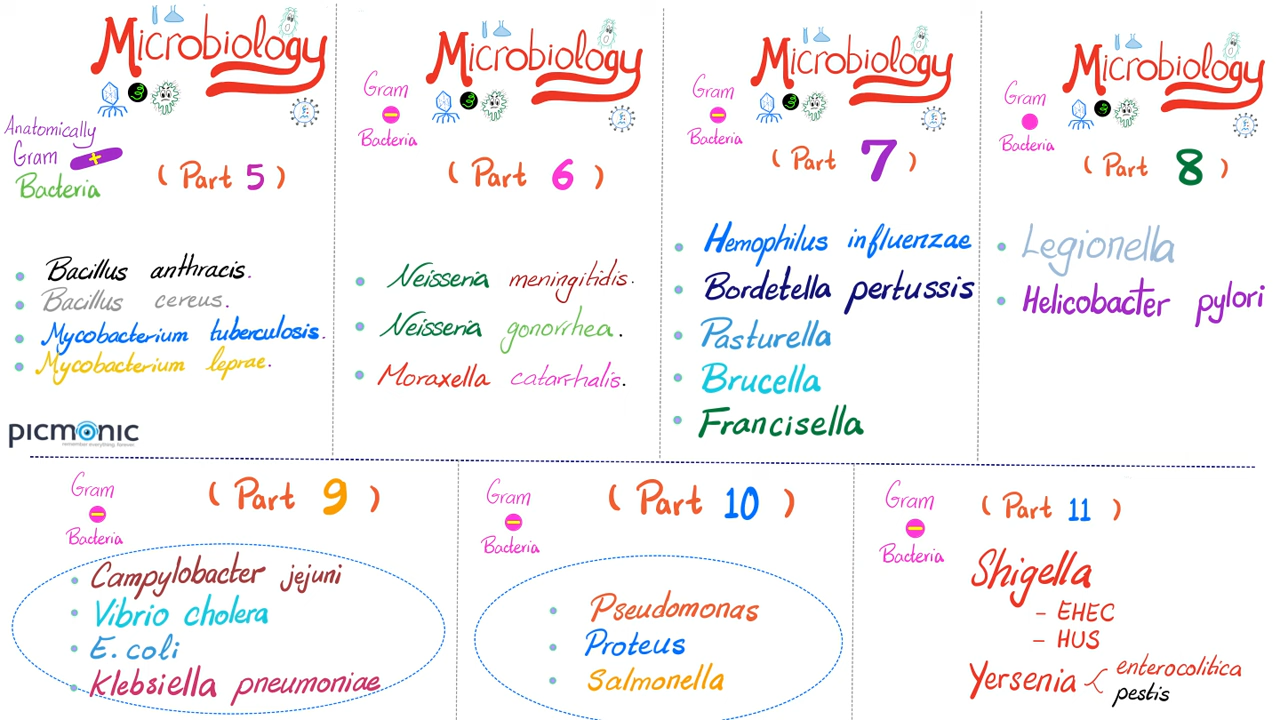 Microbiology
Anatomically
Gram +
Bacteria
( Part 5 )
Bacillus anthracis.
Bacillus cereus.
Mycobacterium tuberculosis.
Mycobacterium leprae.
picmonic
remember everything, forever.
Microbiology
Gram
−
Bacteria
( Part 6 )
Neisseria meningitidis.
Neisseria gonorrhea.
Moraxella catarrhalis.
Microbiology
Gram
−
Bacteria
( Part 7 )
Hemophilus influenzae
Bordetella pertussis
Pasturella
Brucella
Francisella
Microbiology
Gram
Bacteria
( Part 8 )
Legionella
Helicobacter pylori
Gram
−
Bacteria
( Part 9 )
Campylobacter jejuni
Vibrio cholera
E. coli
Klebsiella pneumoniae
Gram
−
Bacteria
( Part 10 )
Pseudomonas
Proteus
Salmonella
Gram
−
Bacteria
( Part 11 )
Shigella
- EHEC
- HUS
Yersenia < enterocolitica
pestis